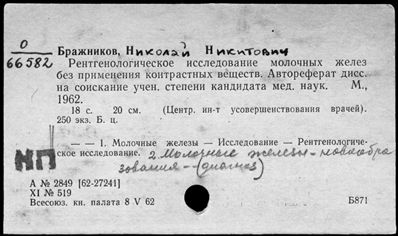 О
66582
Бражников, Николай Никитович
Рентгенологическое исследование молочных желез
без применения контрастных веществ. Автореферат дисс.
на соискание учен. степени кандидата мед. наук. М.,
1962.
18 с. 20 см. (Центр. ин-т усовершенствования врачей).
250 экз. Б. ц.
— — 1. Молочные железы — Исследование — Рентгенологиче-
ское исследование. 2 Молочные железы - новообра
зования - (диагноз)
НП
А № 2849 [62-27241]
XI № 519
Всесоюз. кн. палата 8 V 62 Б871